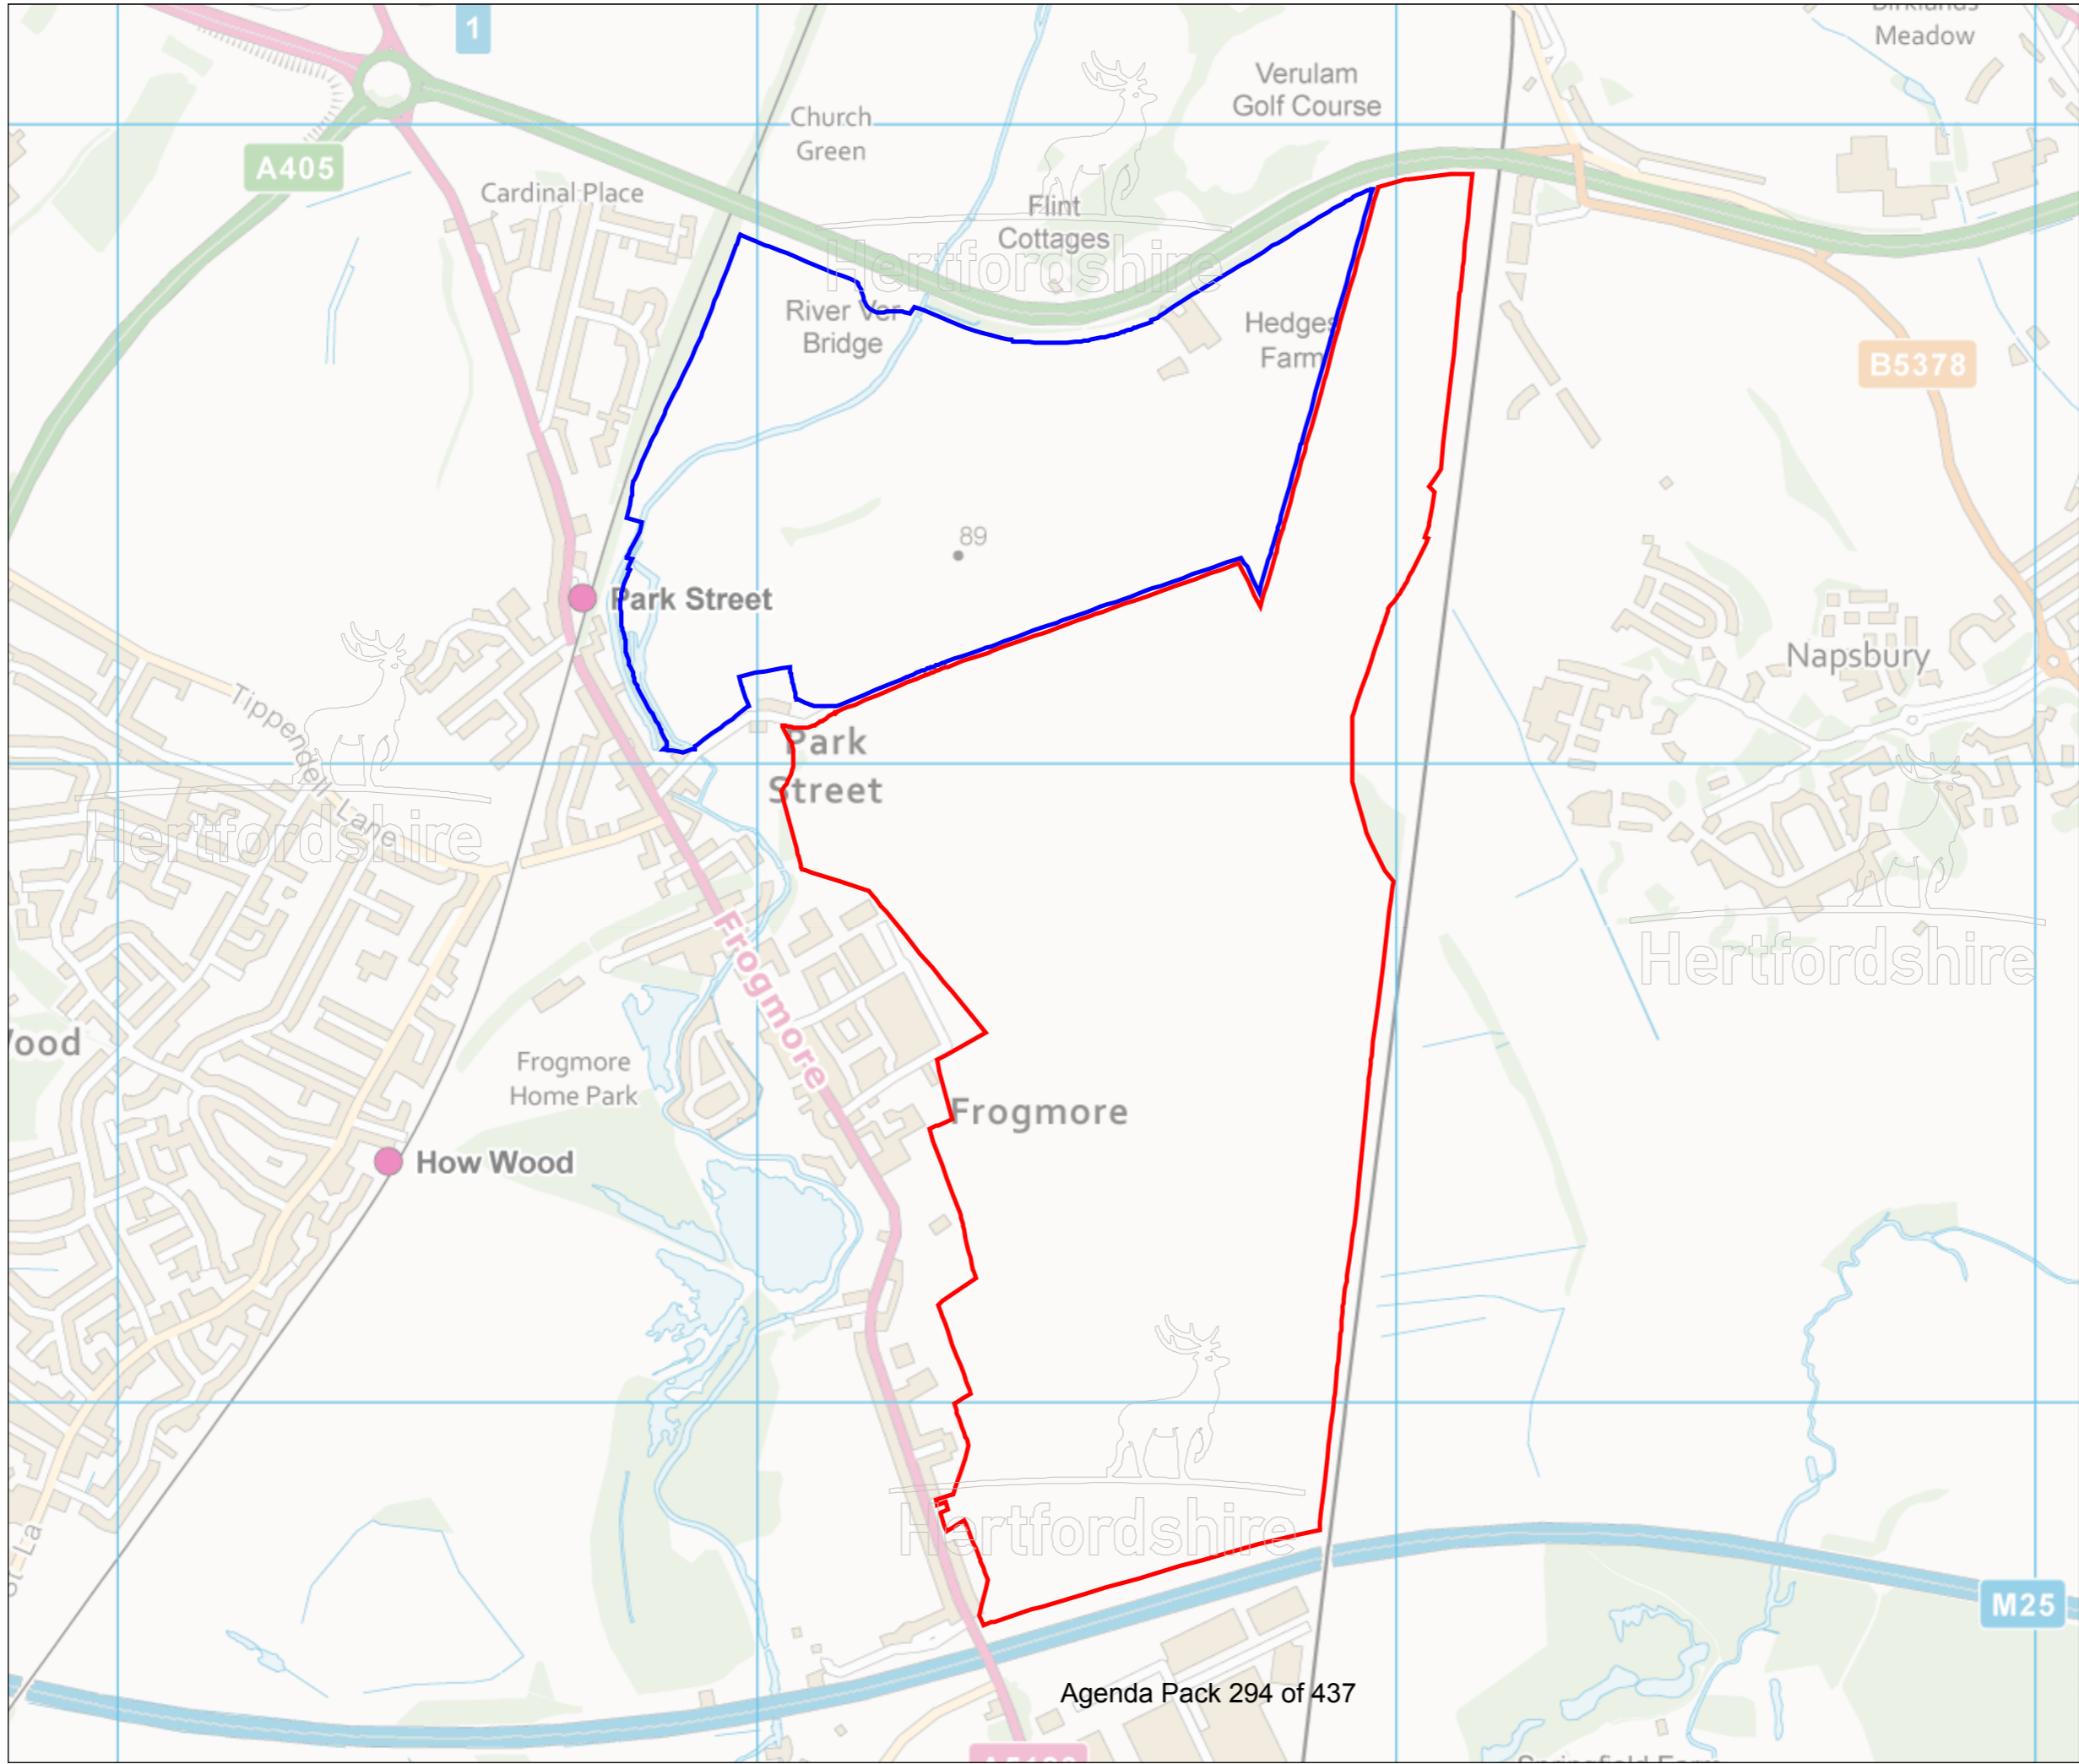 1
Meadow
Verulam
Golf Course
Church
Green
A405
Cardinal Place
Flint
Cottages
Hertfordshire
River Ver
Bridge
Hedges
Farm
B5378
89
Park Street
Napsbury
Tippendell Lane
Park
Street
Hertfordshire
Hertfordshire
Frogmore
Frogmore
Home Park
Frogmore
How Wood
Hertfordshire
M25
Agenda Pack 294 of 437